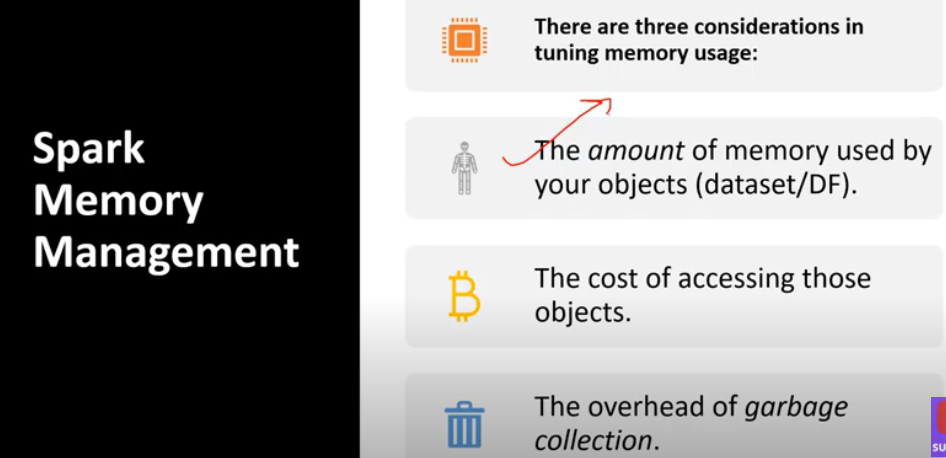 Spark
Memory
Management
There are three considerations in
tuning memory usage:
The amount of memory used by
your objects (dataset/DF).
The cost of accessing those
objects.
The overhead of garbage
collection.
SU